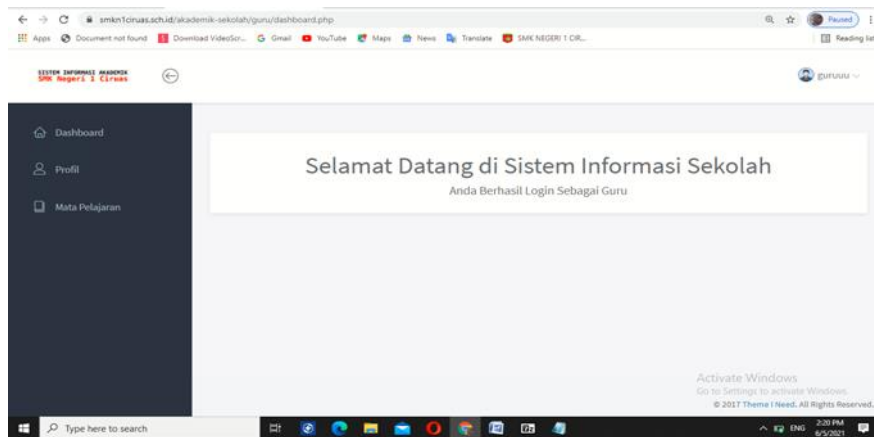 smkn1ciruas.sch.id/akademik-sekolah/guru/dashboard.php
Paused
Apps
Document not found
Download VideoScr...
Gmail
YouTube
Maps
News
Translate
SMK NEGERI 1 CIR...
Reading list
SISTEM INFORMASI AKADEMIK
SMK Negeri 1 Ciruas
guruuu
Dashboard
Profil
Mata Pelajaran
Selamat Datang di Sistem Informasi Sekolah
Anda Berhasil Login Sebagai Guru
Activate Windows
Go to Settings to activate Windows.
© 2017 Theme I Need. All Rights Reserved.
Type here to search
ENG
2:20 PM
6/5/2021